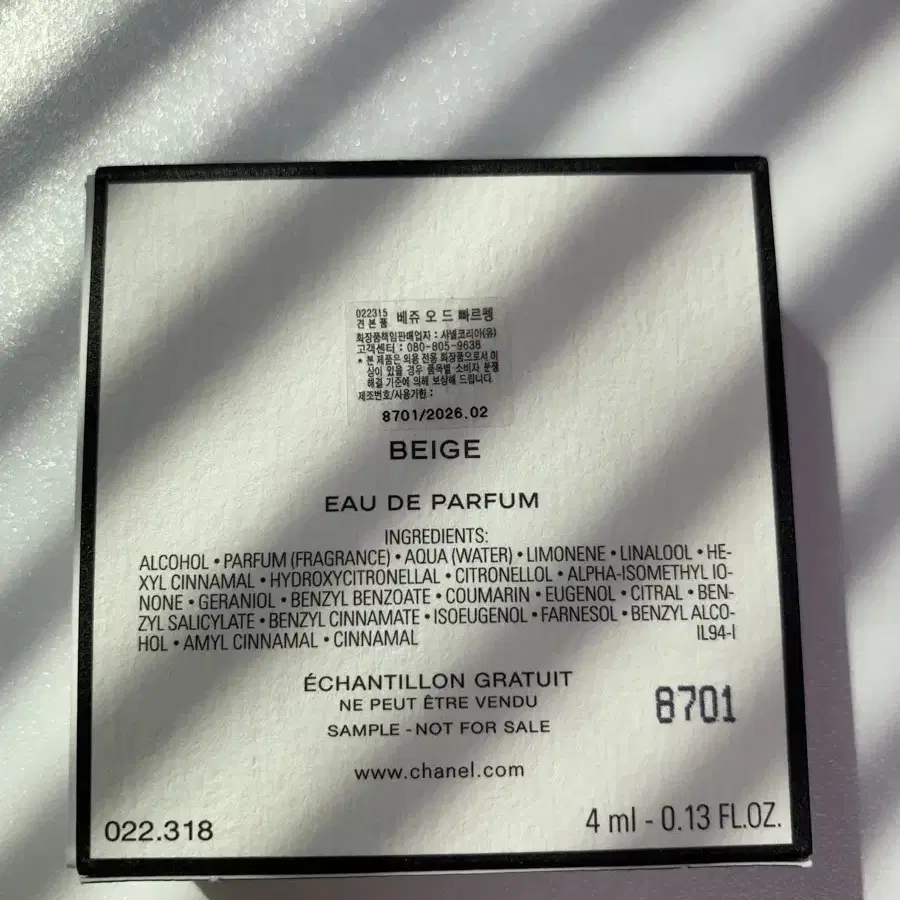 022315
견 본 품 베쥬 오 드 빠르펭
화장품책임판매업자 : 샤넬코리아(유)
고객센터 : 080-805-9638
* 본 제품은 외용 전용 화장품으로서 이
상이 있을 경우 품목별 소비자 분쟁
해결 기준에 의해 보상해 드립니다.
제조번호/사용기한 :
8701/2026.02
BEIGE
EAU DE PARFUM
INGREDIENTS:
ALCOHOL • PARFUM (FRAGRANCE) • AQUA (WATER) • LIMONENE • LINALOOL • HE-
XYL CINNAMAL • HYDROXYCITRONELLAL • CITRONELLOL • ALPHA-ISOMETHYL IO-
NONE • GERANIOL • BENZYL BENZOATE • COUMARIN • EUGENOL • CITRAL • BEN-
ZYL SALICYLATE • BENZYL CINNAMATE • ISOEUGENOL • FARNESOL • BENZYL ALCO-
HOL • AMYL CINNAMAL • CINNAMAL IL94-I
ÉCHANTILLON GRATUIT
NE PEUT ÊTRE VENDU
SAMPLE - NOT FOR SALE
8701
www.chanel.com
022.318
4 ml - 0.13 FL.OZ.